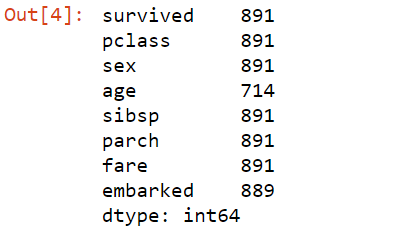 Out[4]: survived 891
pclass 891
sex 891
age 714
sibsp 891
parch 891
fare 891
embarked 889
dtype: int64